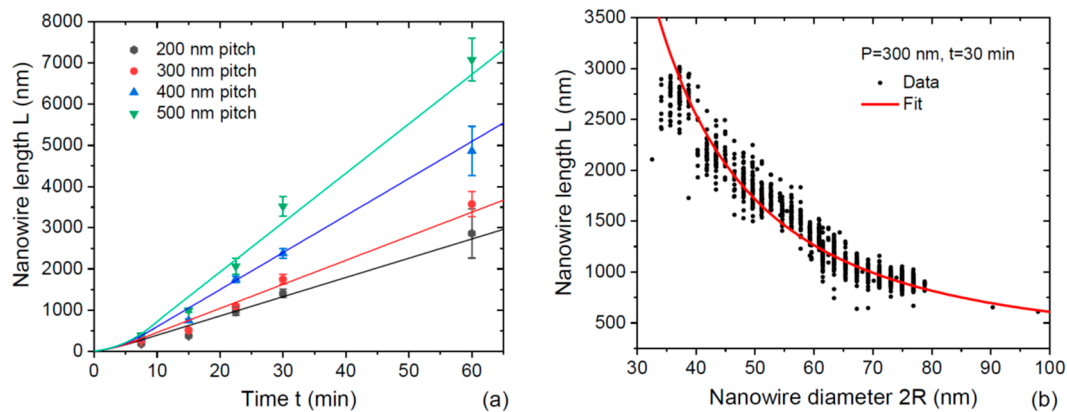 8000
7000
6000
5000
4000
3000
2000
1000
0
Nanowire length L (nm)
200 nm pitch
300 nm pitch
400 nm pitch
500 nm pitch
0 10 20 30 40 50 60
Time t (min)
(a)
3500
3000
2500
2000
1500
1000
500
Nanowire length L (nm)
P=300 nm, t=30 min
Data
Fit
30 40 50 60 70 80 90 100
Nanowire diameter 2R (nm)
(b)